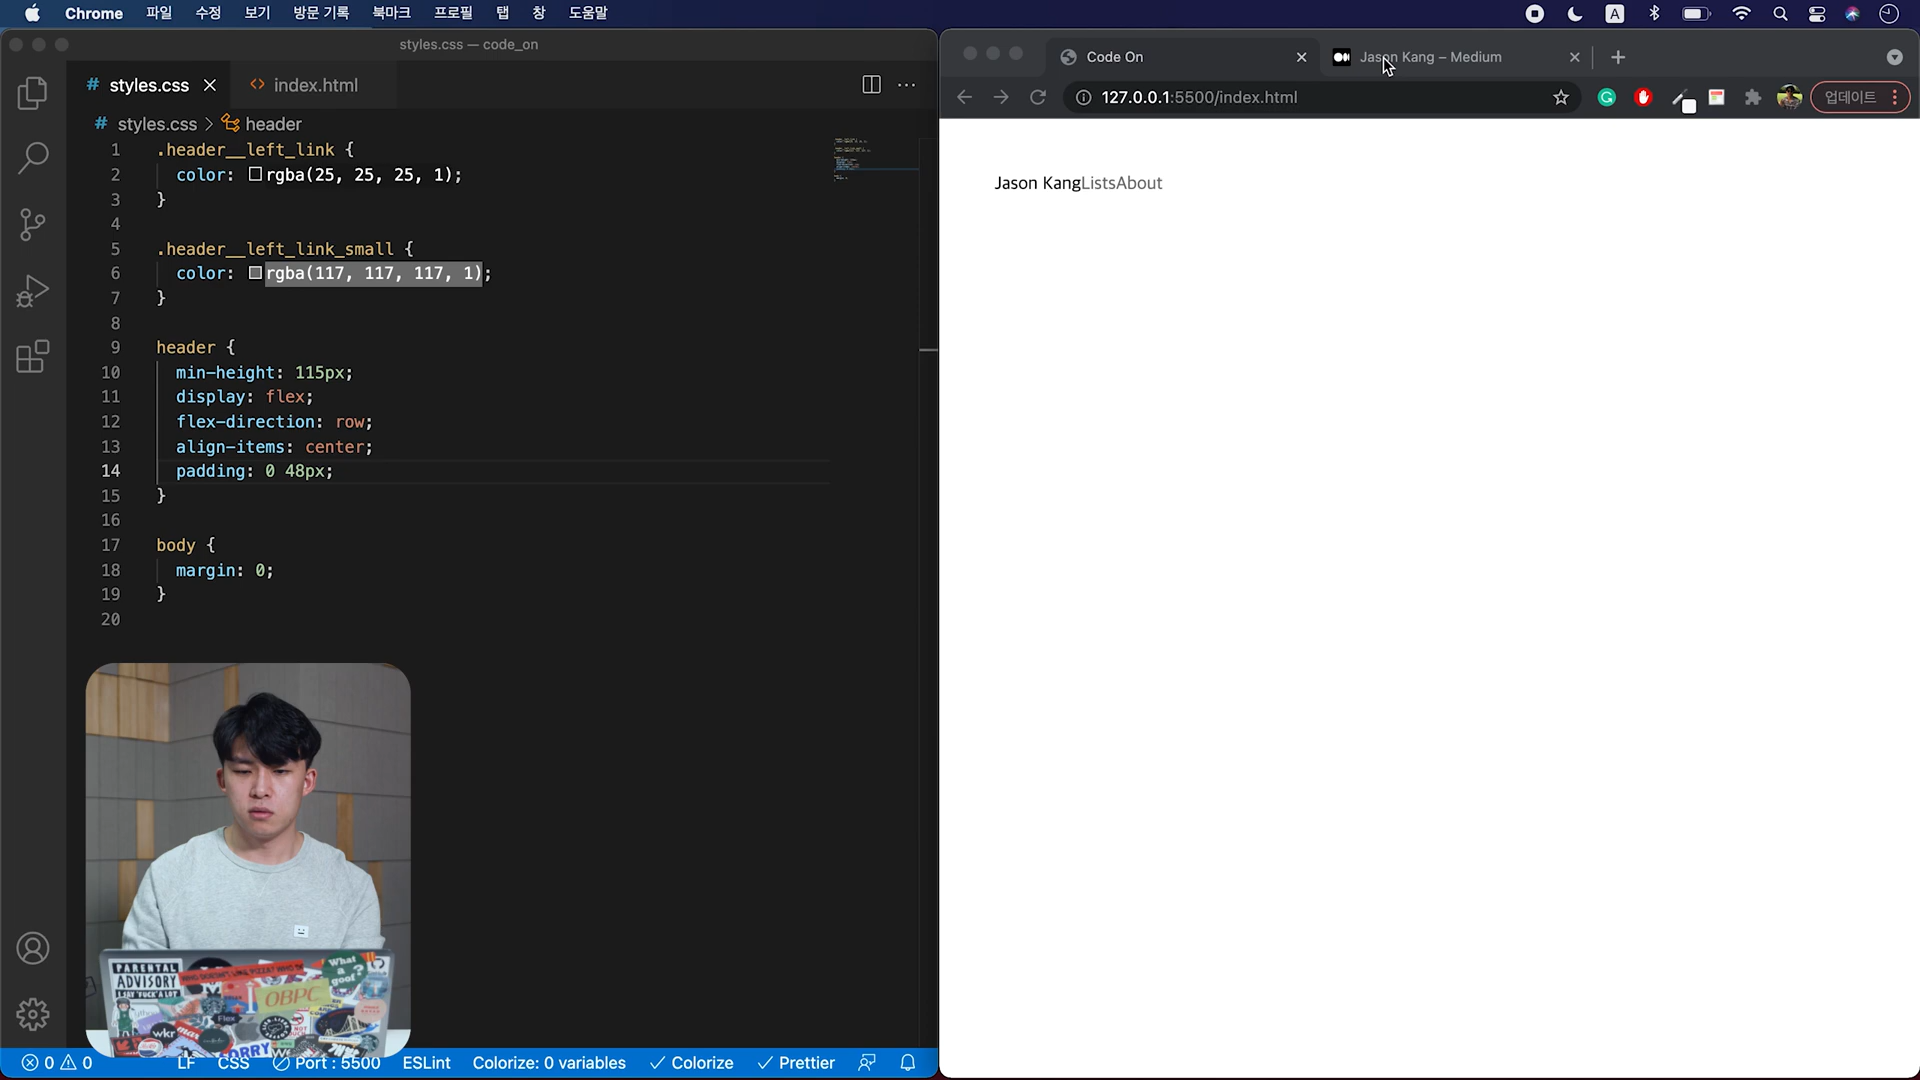 Chrome 파일 수정 보기 방문 기록 북마크 프로필 탭 창 도움말
A
styles.css — code_on
# styles.css
<> index.html
# styles.css > header
1 .header__left_link {
2 color: rgba(25, 25, 25, 1);
3 }
4
5 .header__left_link_small {
6 color: rgba(117, 117, 117, 1);
7 }
8
9 header {
10 min-height: 115px;
11 display: flex;
12 flex-direction: row;
13 align-items: center;
14 padding: 0 48px;
15 }
16
17 body {
18 margin: 0;
19 }
20
PARENTAL
ADVISORY
What
a
goof?
OBPC
Flex
wkr
SORRY
0 0 LF CSS Port : 5500 ESLint Colorize: 0 variables Colorize Prettier
Code On
Jason Kang – Medium
127.0.0.1:5500/index.html
업데이트
Jason KangListsAbout